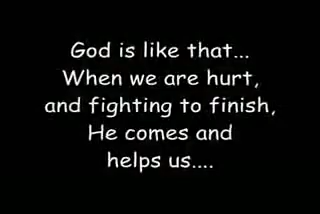 God is like that...
When we are hurt,
and fighting to finish,
He comes and
helps us....